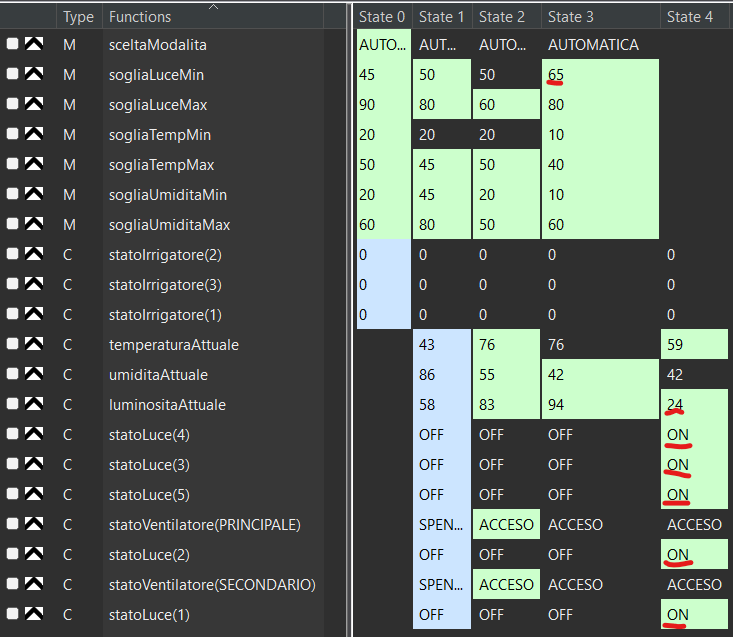 Type Functions State 0 State 1 State 2 State 3 State 4
M sceltaModalita AUTO... AUT... AUTO... AUTOMATICA
M sogliaLuceMin 45 50 50 65
M sogliaLuceMax 90 80 60 80
M sogliaTempMin 20 20 20 10
M sogliaTempMax 50 45 50 40
M sogliaUmiditaMin 20 45 20 10
M sogliaUmiditaMax 60 80 50 60
C statoIrrigatore(2) 0 0 0 0 0
C statoIrrigatore(3) 0 0 0 0 0
C statoIrrigatore(1) 0 0 0 0 0
C temperaturaAttuale 43 76 76 59
C umiditaAttuale 86 55 42 42
C luminositaAttuale 58 83 94 24
C statoLuce(4) OFF OFF OFF ON
C statoLuce(3) OFF OFF OFF ON
C statoLuce(5) OFF OFF OFF ON
C statoVentilatore(PRINCIPALE) SPEN... ACCESO ACCESO ACCESO
C statoLuce(2) OFF OFF OFF ON
C statoVentilatore(SECONDARIO) SPEN... ACCESO ACCESO ACCESO
C statoLuce(1) OFF OFF OFF ON